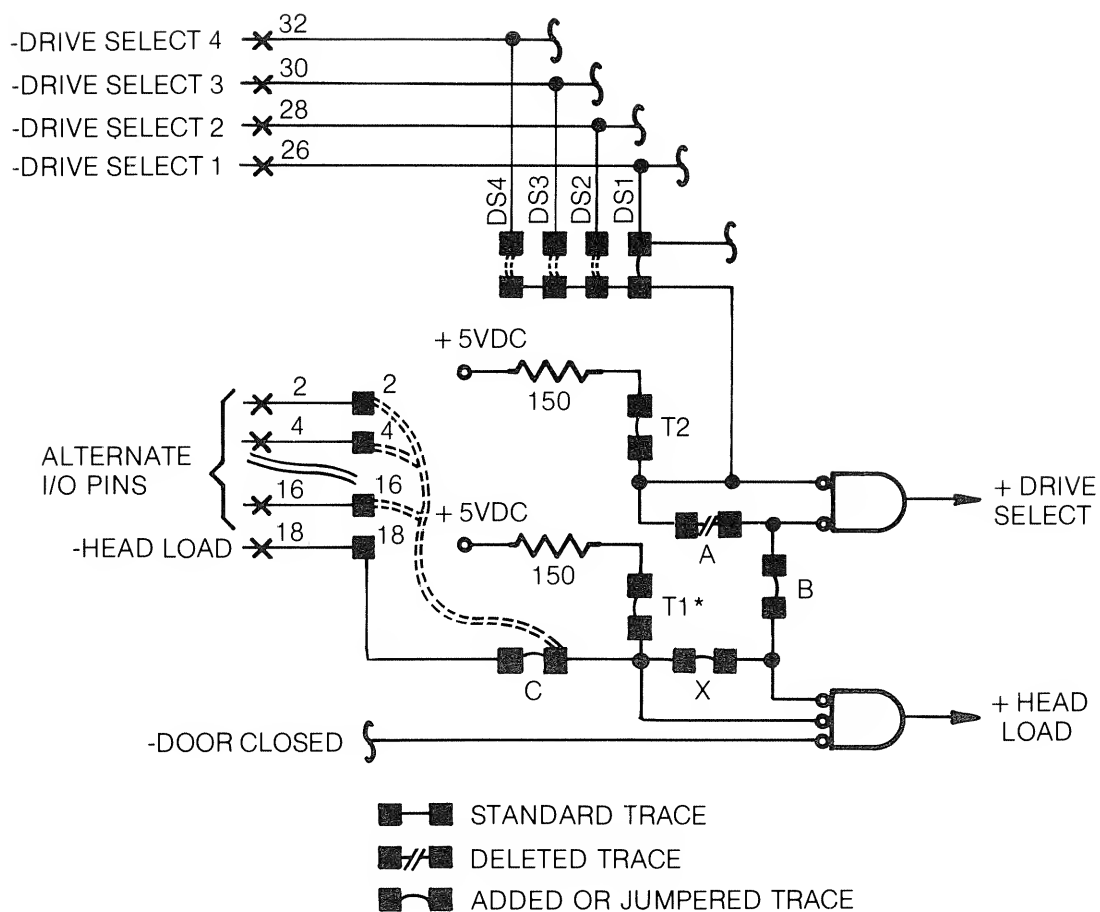 -DRIVE SELECT 4
32
-DRIVE SELECT 3
30
-DRIVE SELECT 2
28
-DRIVE SELECT 1
26
DS4
DS3
DS2
DS1
+ 5VDC
150
T2
ALTERNATE
I/O PINS
2
2
4
4
16
16
-HEAD LOAD
18
18
+ 5VDC
150
T1*
A
B
C
X
+ DRIVE
SELECT
+ HEAD
LOAD
-DOOR CLOSED
STANDARD TRACE
DELETED TRACE
ADDED OR JUMPERED TRACE